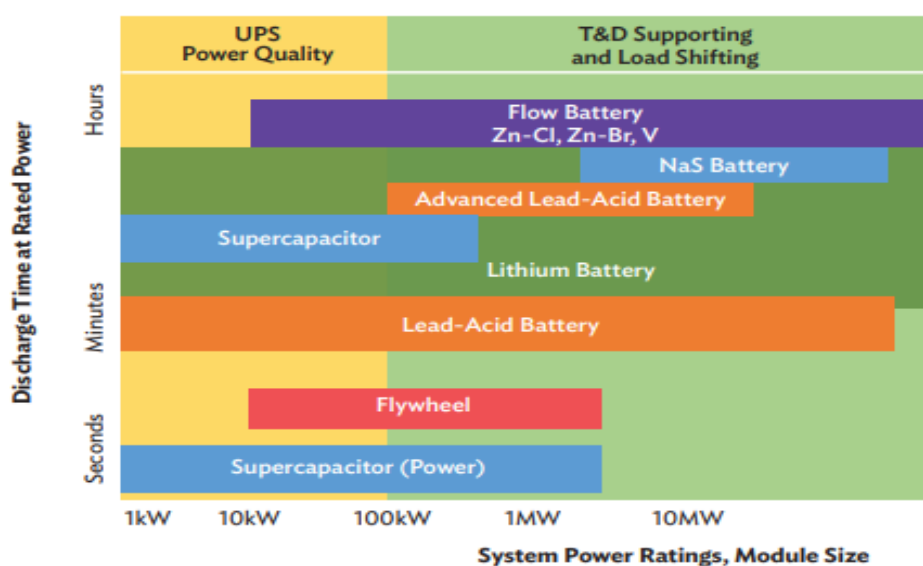 UPS
Power Quality
T&D Supporting
and Load Shifting
Discharge Time at Rated Power
Hours
Minutes
Seconds
Flow Battery
Zn-Cl, Zn-Br, V
NaS Battery
Advanced Lead-Acid Battery
Supercapacitor
Lithium Battery
Lead-Acid Battery
Flywheel
Supercapacitor (Power)
1kW 10kW 100kW 1MW 10MW
System Power Ratings, Module Size